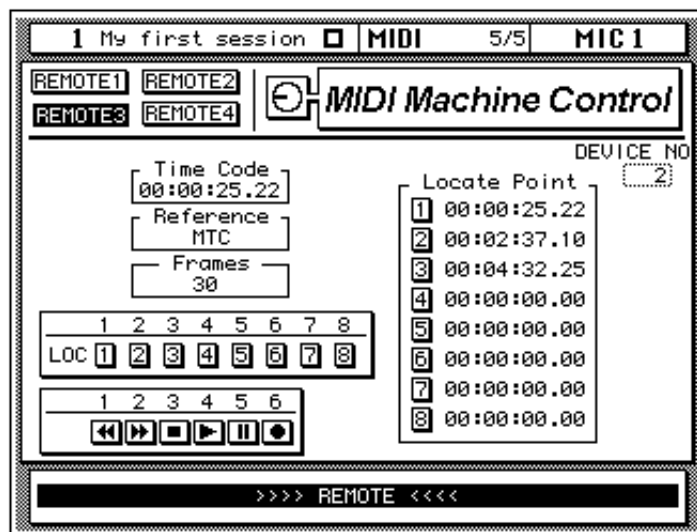 1 My first session MIDI 5/5 MIC 1
REMOTE1 REMOTE2
REMOTE3 REMOTE4
MIDI Machine Control
DEVICE NO
2
Time Code
00:00:25.22
Reference
MTC
Frames
30
Locate Point
1 00:00:25.22
2 00:02:37.10
3 00:04:32.25
4 00:00:00.00
5 00:00:00.00
6 00:00:00.00
7 00:00:00.00
8 00:00:00.00
1 2 3 4 5 6 7 8
LOC 1 2 3 4 5 6 7 8
1 2 3 4 5 6
>>>> REMOTE <<<<